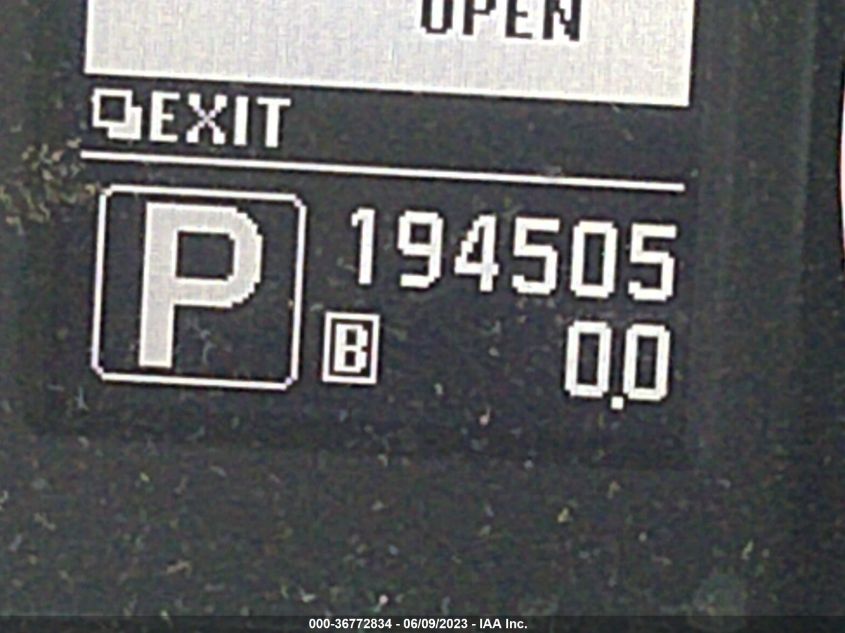 OPEN
EXIT
P
194505
B 0.0
000-36772834 - 06/09/2023 - IAA Inc.